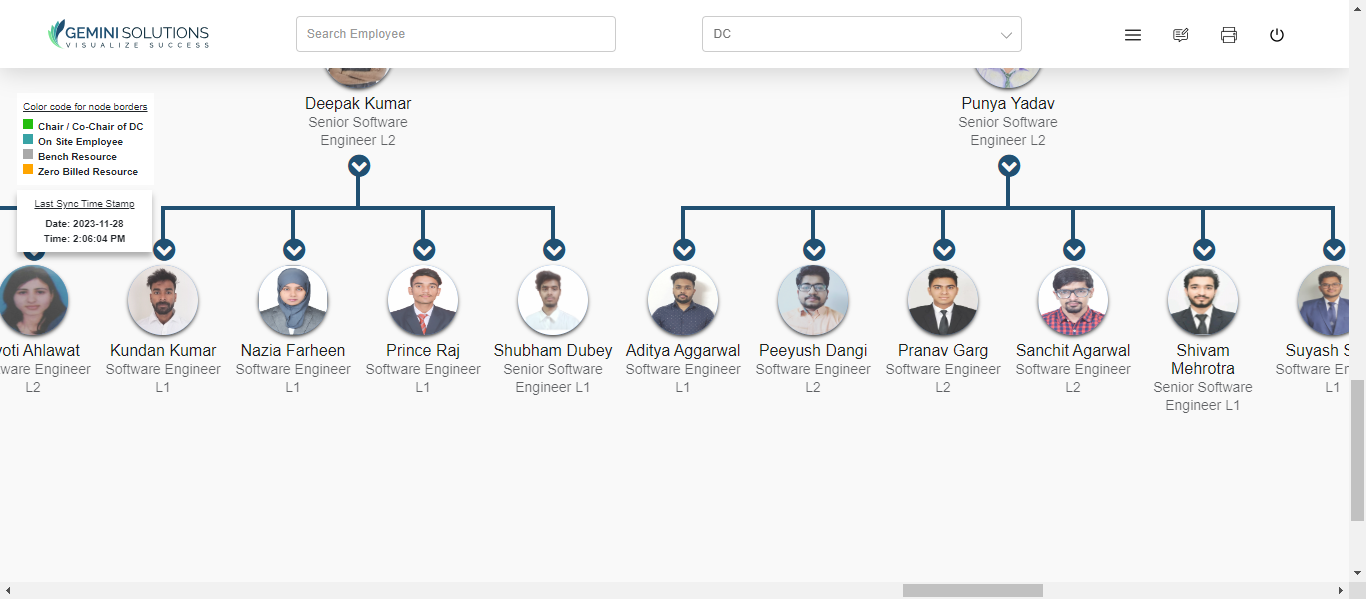 GEMINI SOLUTIONS
VISUALIZE SUCCESS
Search Employee
DC
Color code for node borders
Chair / Co-Chair of DC
On Site Employee
Bench Resource
Zero Billed Resource
Last Sync Time Stamp
Date: 2023-11-28
Time: 2:06:04 PM
Deepak Kumar
Senior Software
Engineer L2
Punya Yadav
Senior Software
Engineer L2
yoti Ahlawat
ware Engineer
L2
Kundan Kumar
Software Engineer
L1
Nazia Farheen
Software Engineer
L1
Prince Raj
Software Engineer
L1
Shubham Dubey
Senior Software
Engineer L1
Aditya Aggarwal
Software Engineer
L1
Peeyush Dangi
Software Engineer
L2
Pranav Garg
Software Engineer
L2
Sanchit Agarwal
Software Engineer
L2
Shivam
Mehrotra
Senior Software
Engineer L1
Suyash S
Software Er
L1